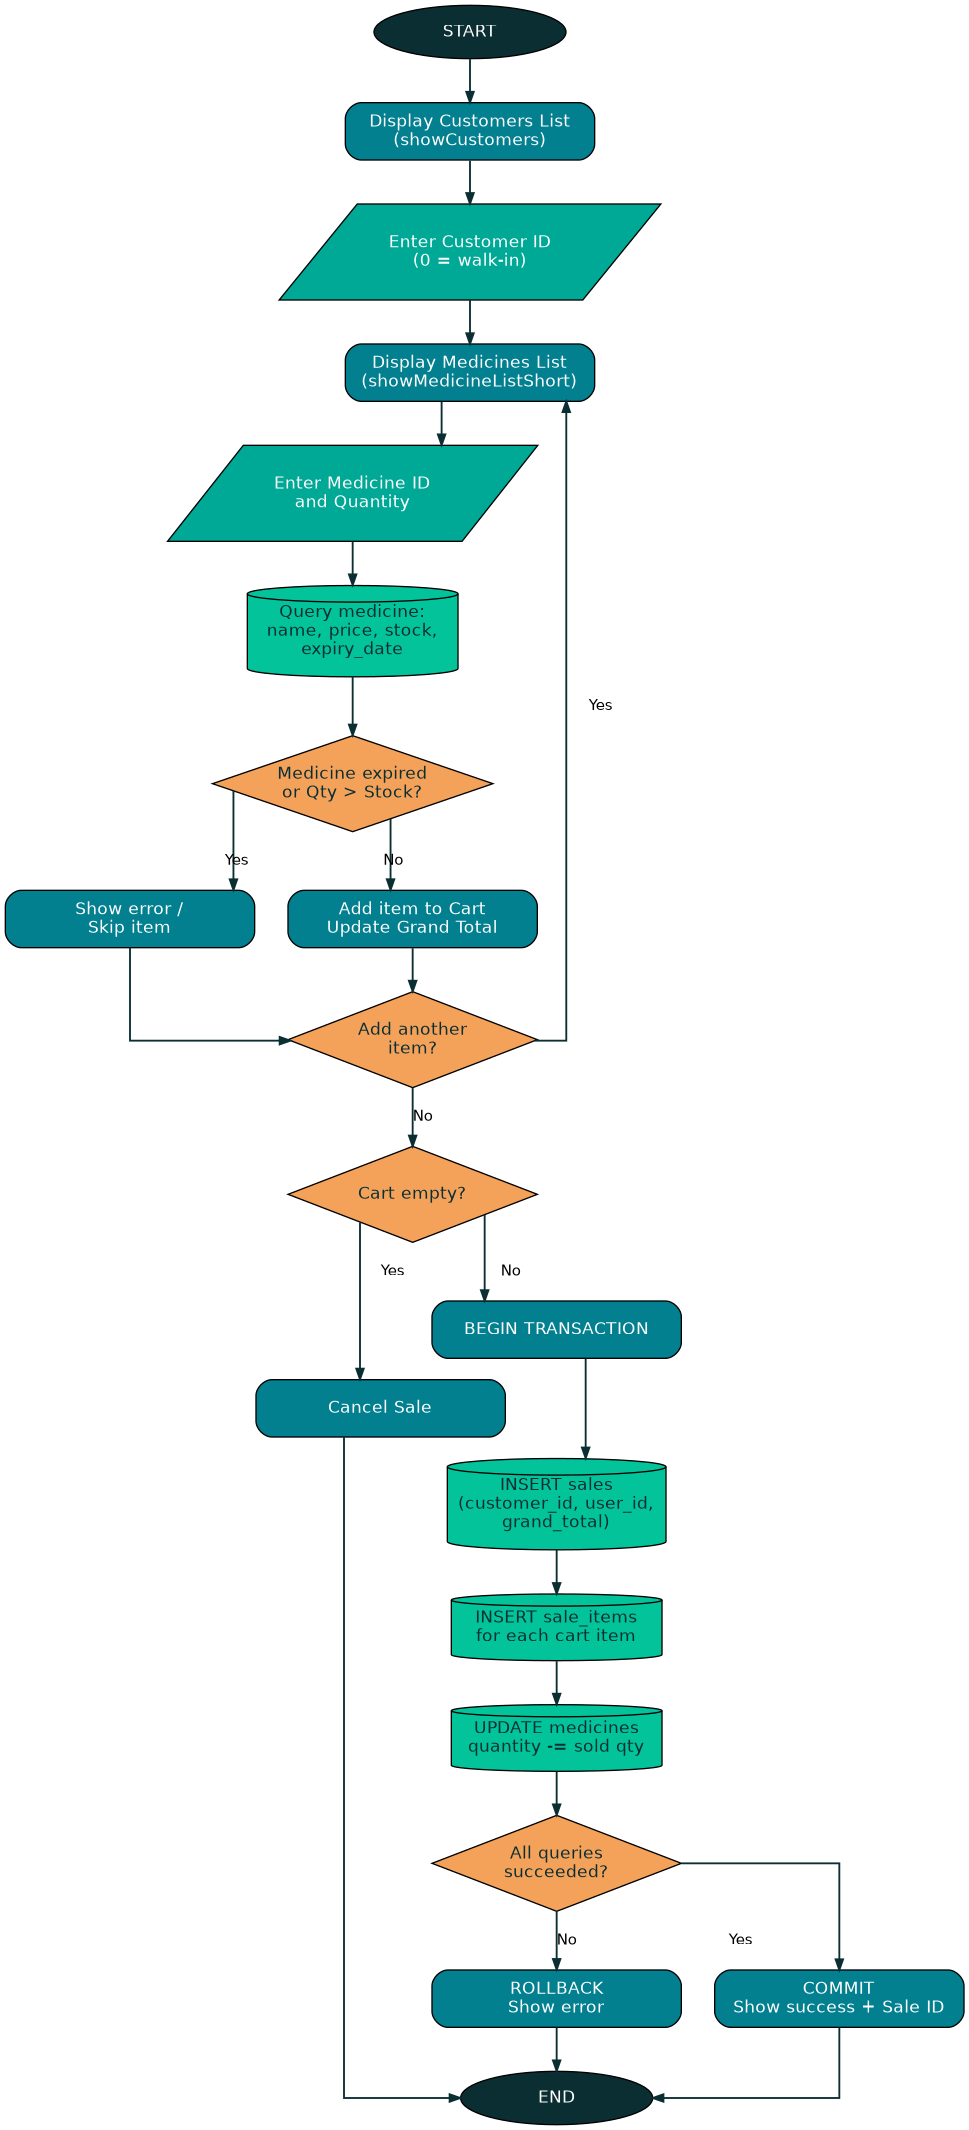 START
Display Customers List
(showCustomers)
Enter Customer ID
(0 = walk-in)
Display Medicines List
(showMedicineListShort)
Enter Medicine ID
and Quantity
Query medicine:
name, price, stock,
expiry_date
Yes
Medicine expired
or Qty > Stock?
Yes
No
Show error /
Skip item
Add item to Cart
Update Grand Total
Add another
item?
No
Cart empty?
Yes
No
BEGIN TRANSACTION
Cancel Sale
INSERT sales
(customer_id, user_id,
grand_total)
INSERT sale_items
for each cart item
UPDATE medicines
quantity -= sold qty
All queries
succeeded?
No
Yes
ROLLBACK
Show error
COMMIT
Show success + Sale ID
END